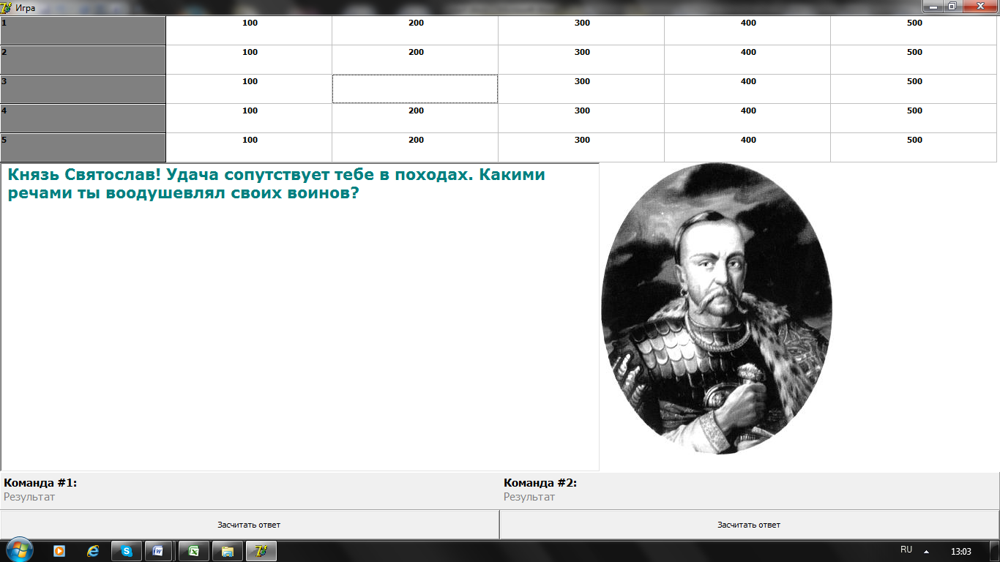 Игра
1 100 200 300 400 500
2 100 200 300 400 500
3 100 300 400 500
4 100 200 300 400 500
5 100 200 300 400 500
Князь Святослав! Удача сопутствует тебе в походах. Какими
речами ты воодушевлял своих воинов?
Команда #1: Команда #2:
Результат Результат
Засчитать ответ Засчитать ответ
RU 13:03